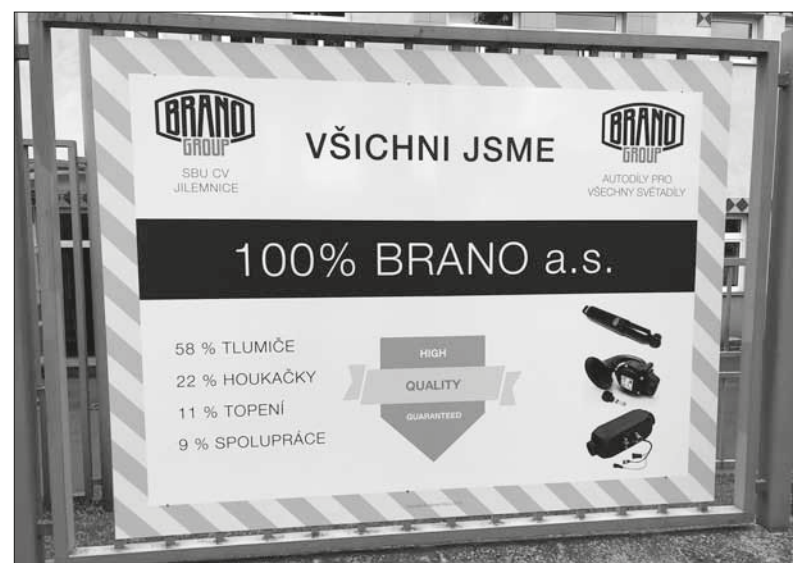 BRANO
GROUP
SBU CV
JILEMNICE
VŠICHNI JSME
BRANO
GROUP
AUTODÍLY PRO
VŠECHNY SVĚTADÍLY
100% BRANO a.s.
58 % TLUMIČE
22 % HOUKAČKY
11 % TOPENÍ
9 % SPOLUPRÁCE
HIGH
QUALITY
GUARANTEED